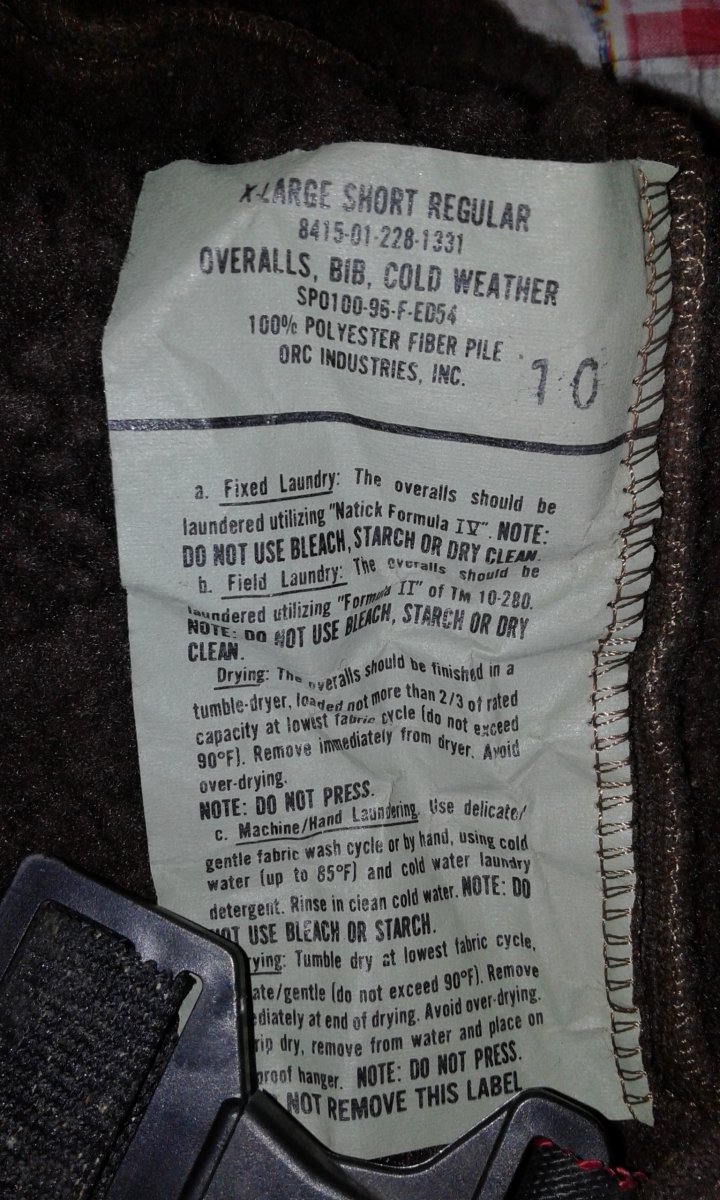 X-LARGE SHORT REGULAR
8415-01-228-1331
OVERALLS, BIB, COLD WEATHER
SPO100-96-F-ED54
100% POLYESTER FIBER PILE
ORC INDUSTRIES, INC.
10
a. Fixed Laundry: The overalls should be
laundered utilizing "Natick Formula IV". NOTE:
DO NOT USE BLEACH, STARCH OR DRY CLEAN.
b. Field Laundry: The overalls should be
laundered utilizing "Formula II" of TM 10-280.
NOTE: DO NOT USE BLEACH, STARCH OR DRY
CLEAN.
Drying: The overalls should be finished in a
tumble-dryer, loaded not more than 2/3 of rated
capacity at lowest fabric cycle (do not exceed
90°F). Remove immediately from dryer. Avoid
over-drying.
NOTE: DO NOT PRESS.
c. Machine/Hand Laundering. Use delicate/
gentle fabric wash cycle or by hand, using cold
water (up to 85°F) and cold water laundry
detergent. Rinse in clean cold water. NOTE: DO
NOT USE BLEACH OR STARCH.
ying: Tumble dry at lowest fabric cycle,
ate/gentle (do not exceed 90°F). Remove
ediately at end of drying. Avoid over-drying.
rip dry, remove from water and place on
proof hanger. NOTE: DO NOT PRESS.
NOT REMOVE THIS LABEL